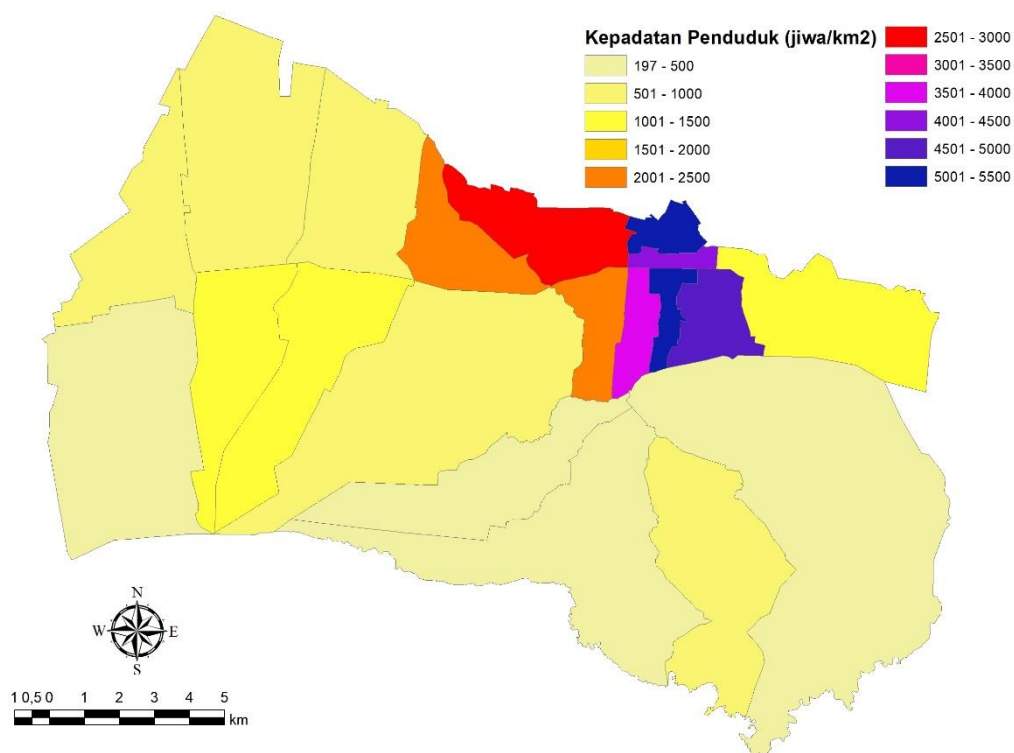 Kepadatan Penduduk (jiwa/km2)
197 - 500
501 - 1000
1001 - 1500
1501 - 2000
2001 - 2500
2501 - 3000
3001 - 3500
3501 - 4000
4001 - 4500
4501 - 5000
5001 - 5500
N
W E
S
1 0,5 0 1 2 3 4 5
km